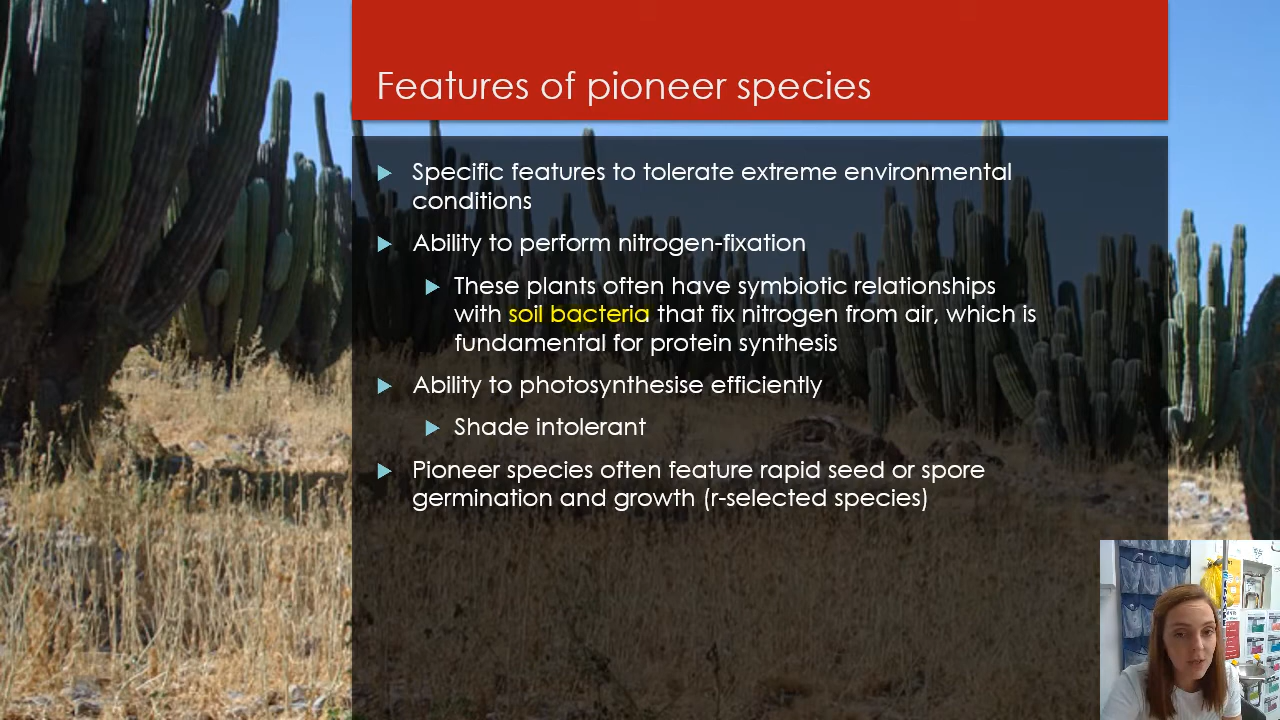 Features of pioneer species
Specific features to tolerate extreme environmental
conditions
Ability to perform nitrogen-fixation
These plants often have symbiotic relationships
with soil bacteria that fix nitrogen from air, which is
fundamental for protein synthesis
Ability to photosynthesise efficiently
Shade intolerant
Pioneer species often feature rapid seed or spore
germination and growth (r-selected species)